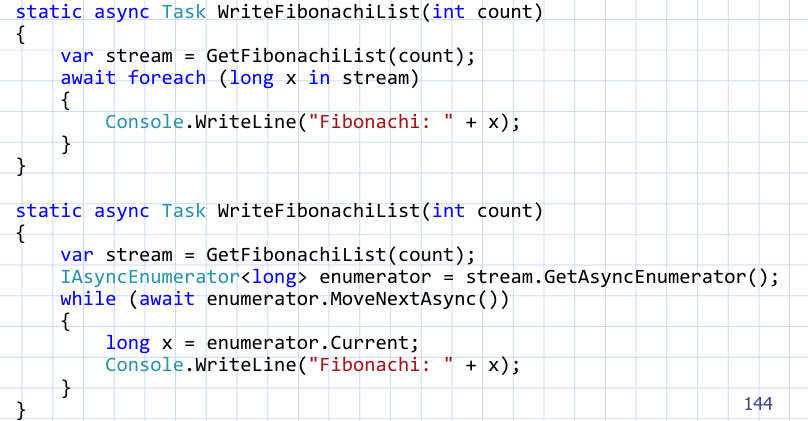 static async Task WriteFibonachiList(int count)
{
    var stream = GetFibonachiList(count);
    await foreach (long x in stream)
    {
        Console.WriteLine("Fibonachi: " + x);
    }
}

static async Task WriteFibonachiList(int count)
{
    var stream = GetFibonachiList(count);
    IAsyncEnumerator<long> enumerator = stream.GetAsyncEnumerator();
    while (await enumerator.MoveNextAsync())
    {
        long x = enumerator.Current;
        Console.WriteLine("Fibonachi: " + x);
    }
}
144